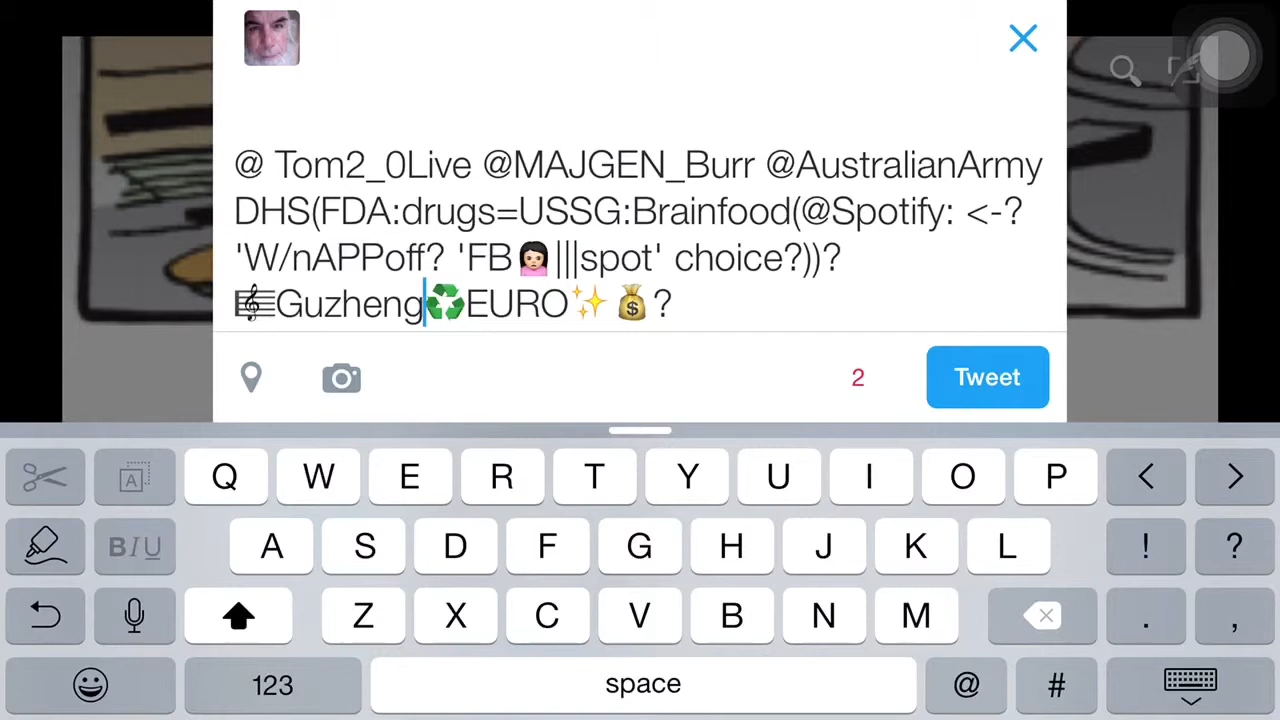 @ Tom2_0Live @MAJGEN_Burr @AustralianArmy
DHS(FDA:drugs=USSG:Brainfood(@Spotify: <-?
'W/nAPPoff? 'FB🙍|||spot' choice?))?
🎼Guzheng♻️EURO✨💰?
2 Tweet
Q W E R T Y U I O P < >
A S D F G H J K L ! ?
BIU
Z X C V B N M . ,
123 space @ #